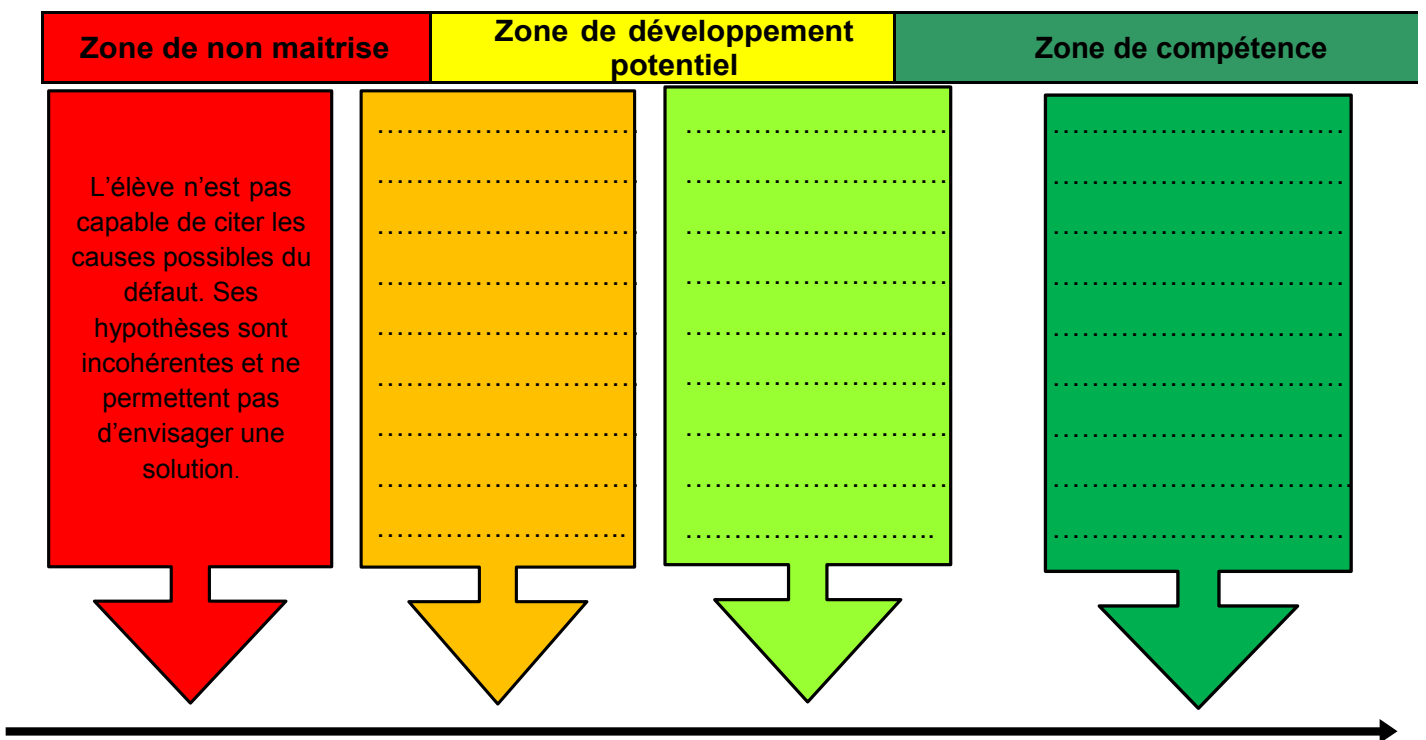 Zone de non maitrise
Zone de développement
potentiel
Zone de compétence
L’élève n’est pas
capable de citer les
causes possibles du
défaut. Ses
hypothèses sont
incohérentes et ne
permettent pas
d’envisager une
solution.
………………………….
………………………….
………………………….
………………………….
………………………….
………………………….
………………………….
………………………….
………………………..
………………………….
………………………….
………………………….
………………………….
………………………….
………………………….
………………………….
………………………….
………………………..
……………………………
……………………………
……………………………
……………………………
……………………………
……………………………
……………………………
…………………………….
……………………………